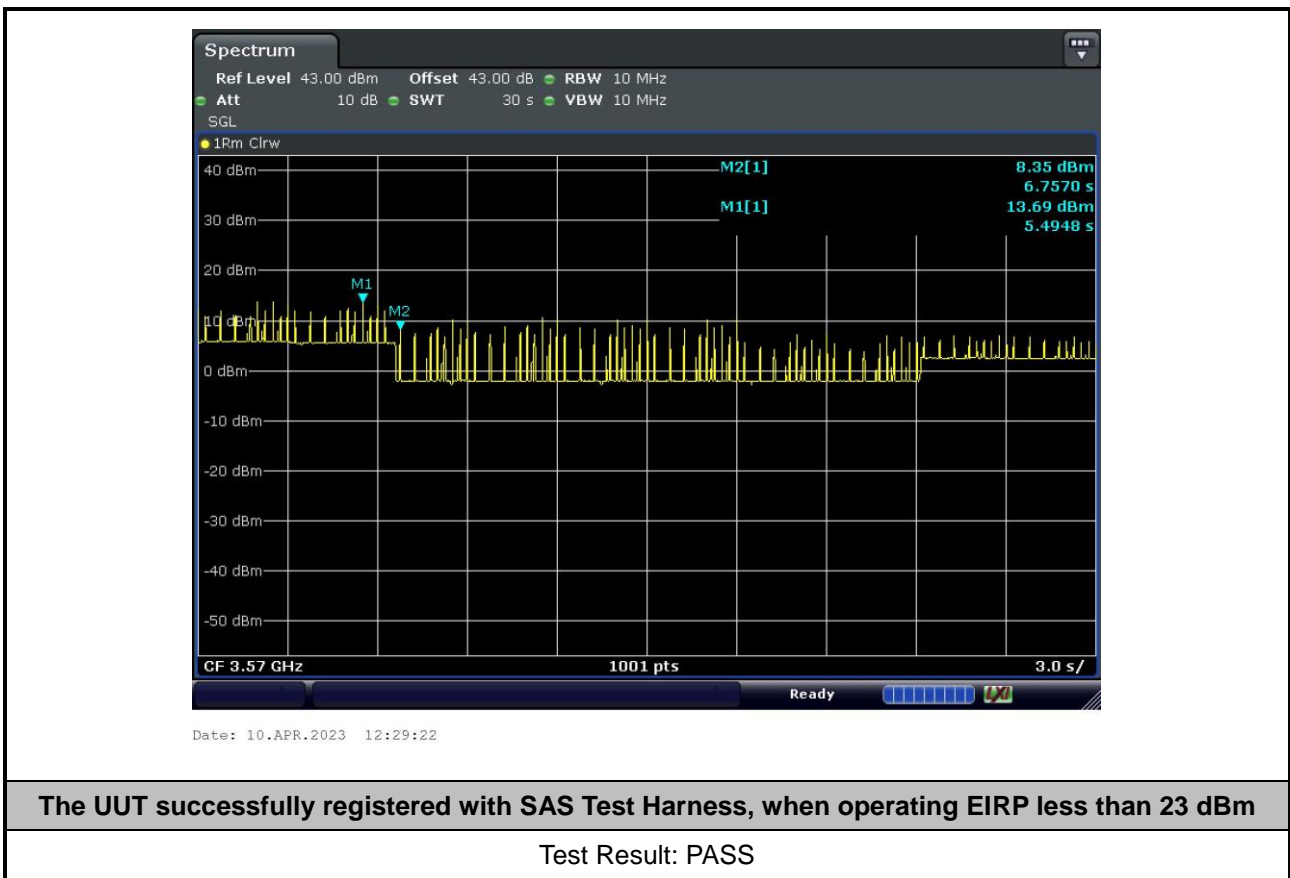 Spectrum
Ref Level 43.00 dBm Offset 43.00 dB RBW 10 MHz
Att 10 dB SWT 30 s VBW 10 MHz
SGL
1Rm Clrw
40 dBm
M2[1] 8.35 dBm
6.7570 s
M1[1] 13.69 dBm
30 dBm
5.4948 s
20 dBm
M1
M2
10 dBm
0 dBm
-10 dBm
-20 dBm
-30 dBm
-40 dBm
-50 dBm
CF 3.57 GHz 1001 pts 3.0 s/
Ready
Date: 10.APR.2023 12:29:22
The UUT successfully registered with SAS Test Harness, when operating EIRP less than 23 dBm
Test Result: PASS